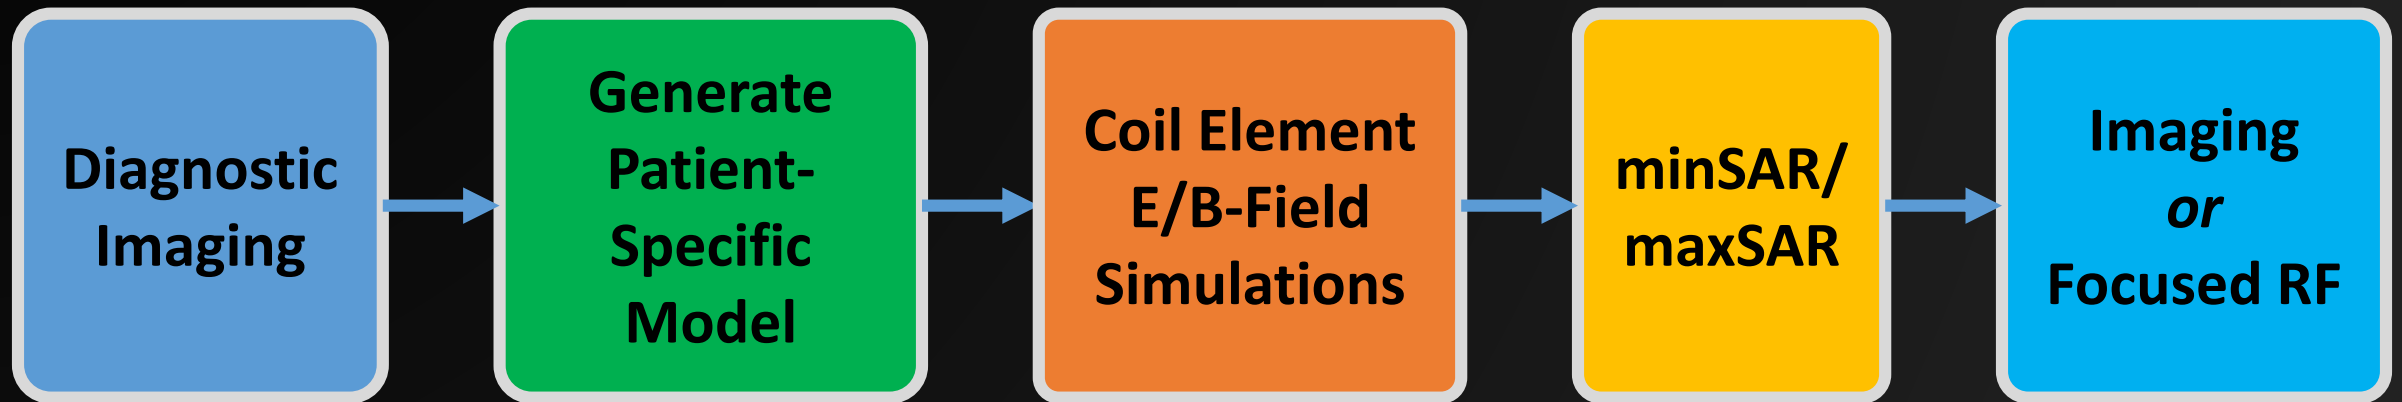 Diagnostic
Imaging
Generate
Patient-
Specific
Model
Coil Element
E/B-Field
Simulations
minSAR/
maxSAR
Imaging
or
Focused RF